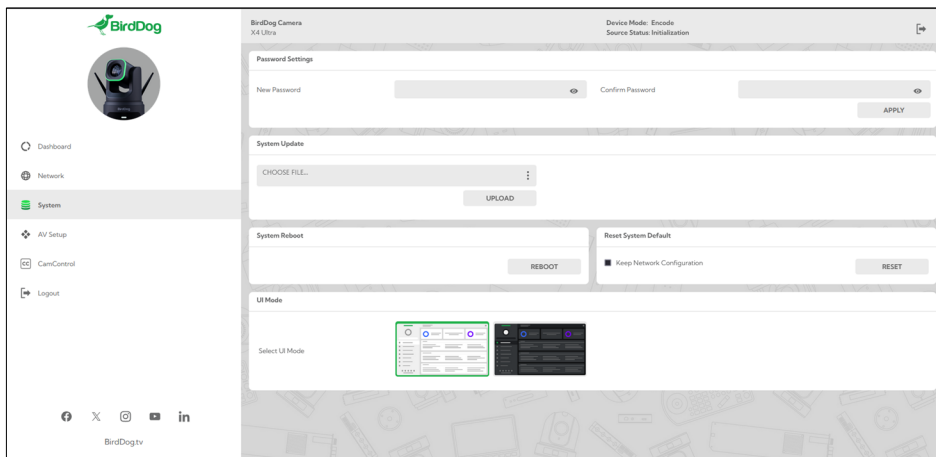 BirdDog
Dashboard
Network
System
AV Setup
CC CamControl
Logout
BirdDog.tv
BirdDog Camera
X4 Ultra
Device Mode: Encode
Source Status: Initialization
Password Settings
New Password
Confirm Password
APPLY
System Update
CHOOSE FILE...
UPLOAD
System Reboot
REBOOT
Reset System Default
Keep Network Configuration
RESET
UI Mode
Select UI Mode